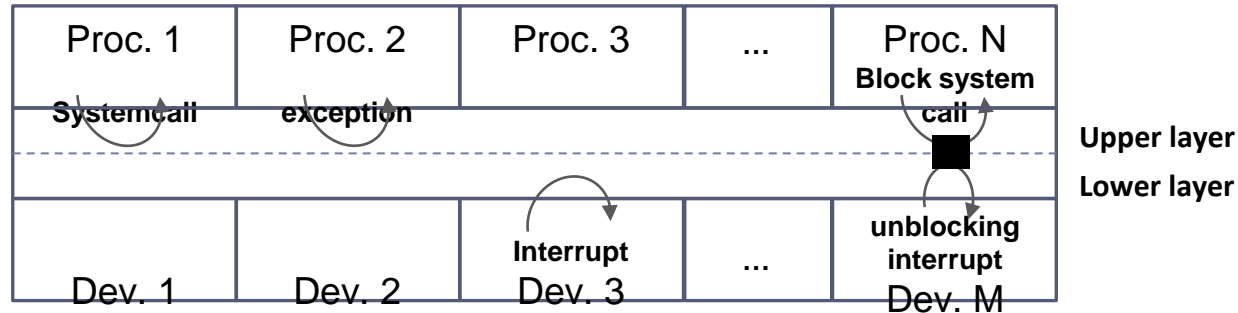 Proc. 1
Proc. 2
Proc. 3
...
Proc. N
Block system
call
Systemcall
exception
Upper layer
Lower layer
Interrupt
Dev. 1
Dev. 2
Dev. 3
...
unblocking
interrupt
Dev. M